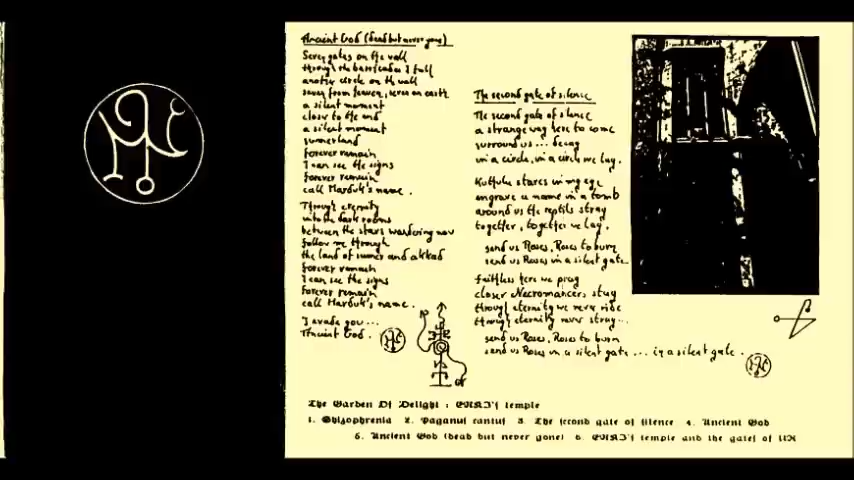 Ancient God (dead but never gone)
Seven gates on the wall
through the barricades I fall
another circle on the wall
seven from heaven, seven on earth
a silent moment
close to the end
a silent moment
summerland
forever remain
I can see the signs
forever remain
call Marduk's name.
Through eternity
into the dark rooms
between the stars wandering now
follow me through
the land of sumer and akkad
forever remain
I can see the signs
forever remain
call Marduk's name.
I evade you...
Ancient God.
The second gate of silence
The second gate of silence
a strange way here to come
surround us... decay
in a circle, in a circle we lay.
Kuthulu stares in my eye
engrave a name in a tomb
around us the reptils stray
together, together we lay.
send us Roses, Roses to burn
send us Roses in a silent gate..
faithless here we pray
closer Necromancers stay
through eternity we never ride
through eternity never stray...
send us Roses, Roses to burn
send us Roses in a silent gate... in a silent gate.
The Garden Of Delight : ENKI's temple
1. Shizophrenia 2. Paganus cantus 3. The second gate of silence 4. Ancient God
5. Ancient God (dead but never gone) 6. ENKI's temple and the gates of UR